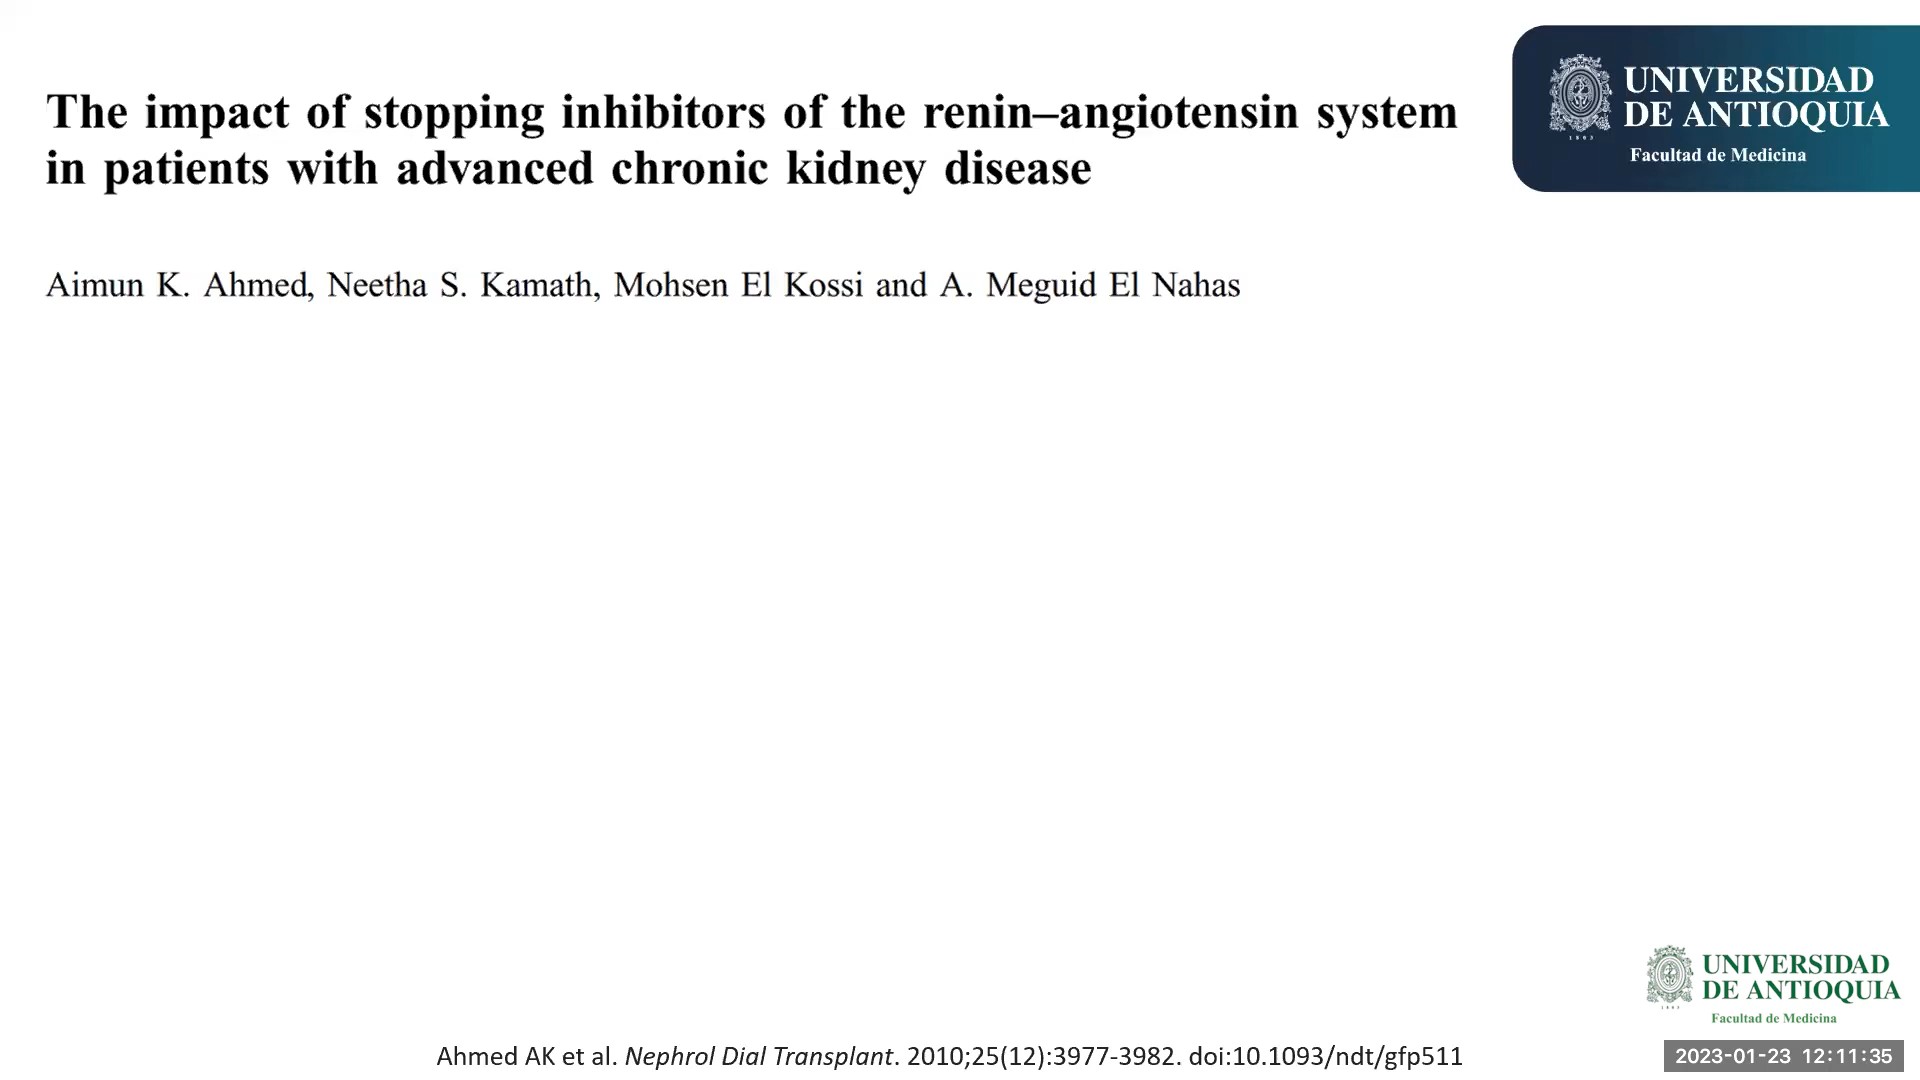 The impact of stopping inhibitors of the renin–angiotensin system
in patients with advanced chronic kidney disease
UNIVERSIDAD
DE ANTIOQUIA
1803
Facultad de Medicina
Aimun K. Ahmed, Neetha S. Kamath, Mohsen El Kossi and A. Meguid El Nahas
UNIVERSIDAD
DE ANTIOQUIA
1803
Facultad de Medicina
Ahmed AK et al. Nephrol Dial Transplant. 2010;25(12):3977-3982. doi:10.1093/ndt/gfp511
2023-01-23 12:11:35